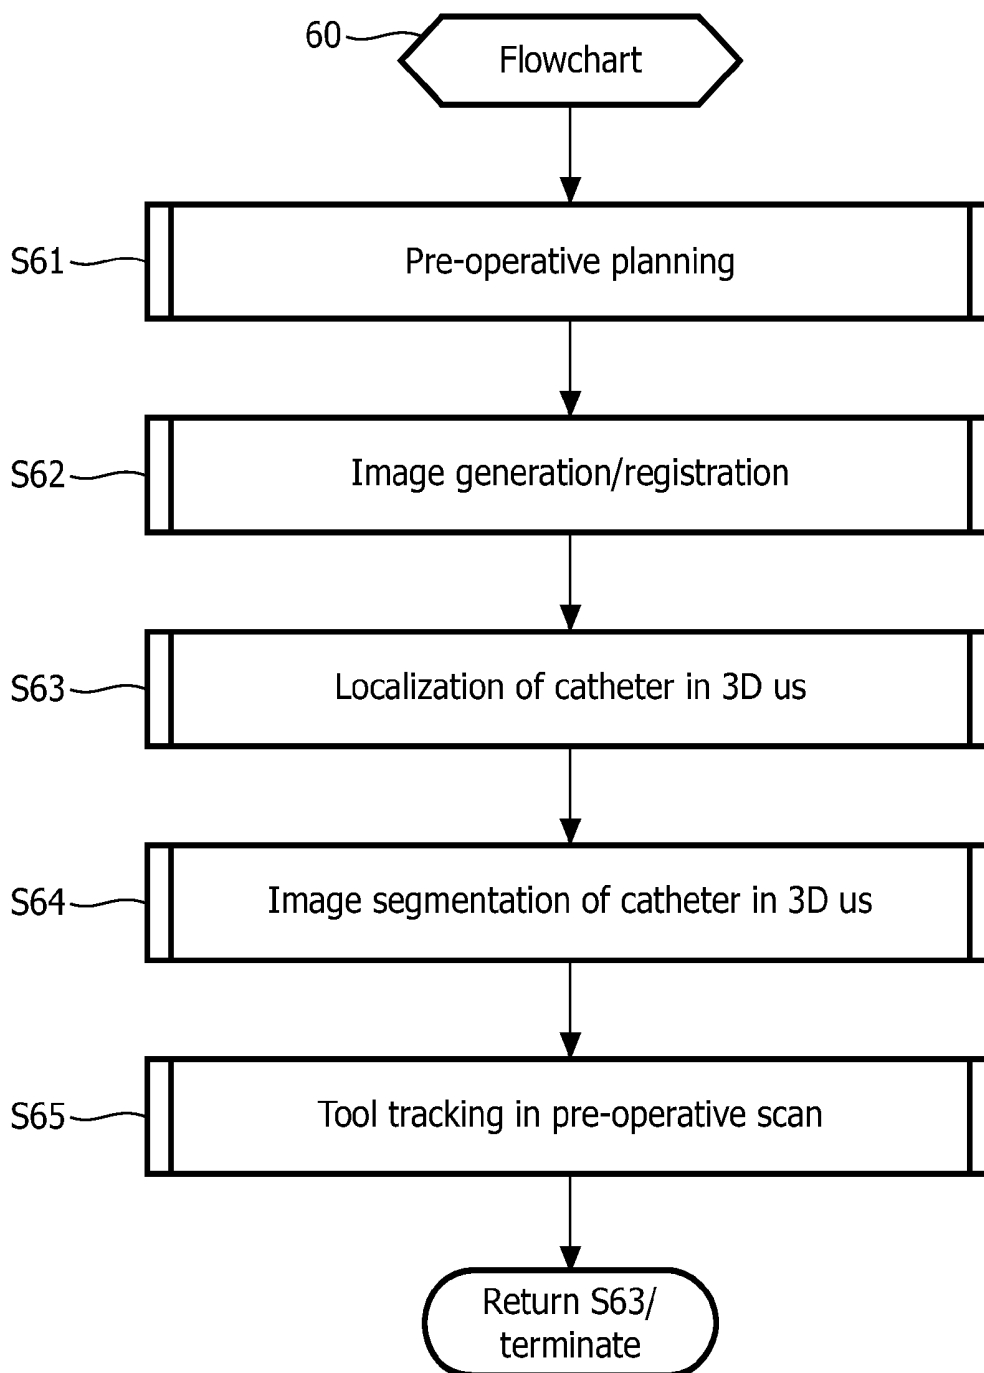 60
Flowchart
S61
Pre-operative planning
S62
Image generation/registration
S63
Localization of catheter in 3D us
S64
Image segmentation of catheter in 3D us
S65
Tool tracking in pre-operative scan
Return S63/
terminate